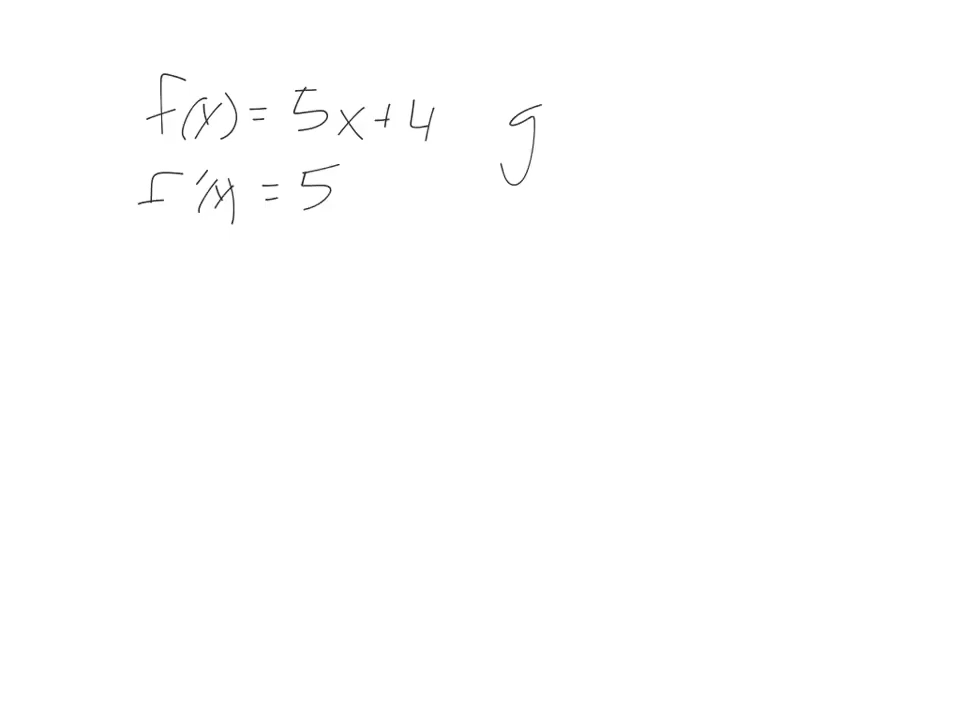 f(x) = 5x + 4 g
f'(x) = 5